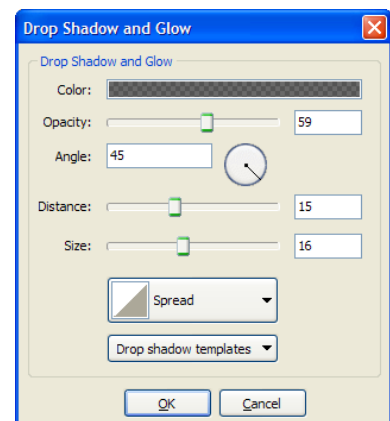 Drop Shadow and Glow
Drop Shadow and Glow
Color:
Opacity: 59
Angle: 45
Distance: 15
Size: 16
Spread
Drop shadow templates
OK Cancel